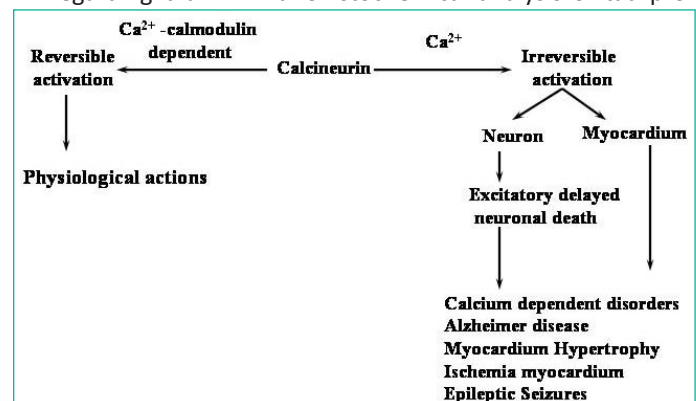 Ca²⁺ -calmodulin
dependent
Ca²⁺
Reversible
activation
Calcineurin
Irreversible
activation
Neuron
Myocardium
Physiological actions
Excitatory delayed
neuronal death
Calcium dependent disorders
Alzheimer disease
Myocardium Hypertrophy
Ischemia myocardium
Epileptic Seizures